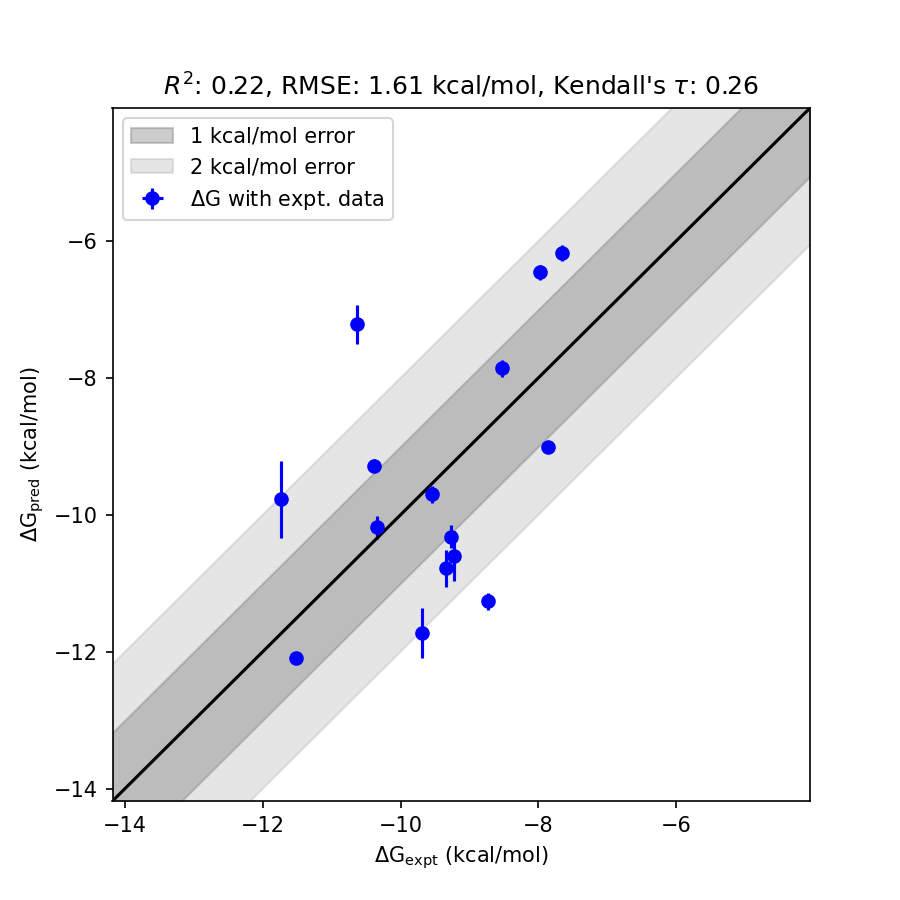 R²: 0.22, RMSE: 1.61 kcal/mol, Kendall's τ: 0.26
1 kcal/mol error
2 kcal/mol error
ΔG with expt. data
−6
−8
−10
−12
−14
ΔGpred (kcal/mol)
−14 −12 −10 −8 −6
ΔGexpt (kcal/mol)